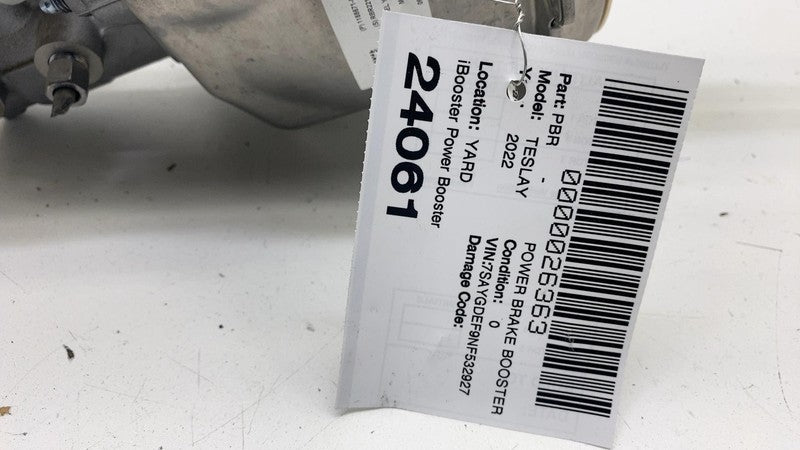 0000026363
Part: PBR - POWER BRAKE BOOSTER
Model: TESLAY Condition: 0
2022 VIN:7SAYGDEF9NF532927
Location: YARD Damage Code:
iBooster Power Booster
24061